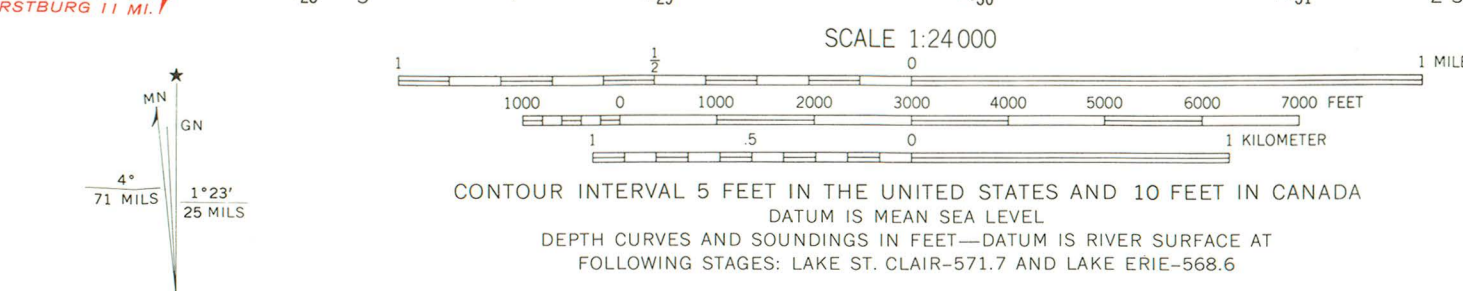 SCALE 1:24 000
1 1/2 0 1
1000 0 1000 2000 3000 4000 5000 6000 7000 FEET
1 .5 0 1 KILOMETER
MN
GN
4°
71 MILS
1°23'
25 MILS
CONTOUR INTERVAL 5 FEET IN THE UNITED STATES AND 10 FEET IN CANADA
DATUM IS MEAN SEA LEVEL
DEPTH CURVES AND SOUNDINGS IN FEET—DATUM IS RIVER SURFACE AT
FOLLOWING STAGES: LAKE ST. CLAIR–571.7 AND LAKE ERIE–568.6